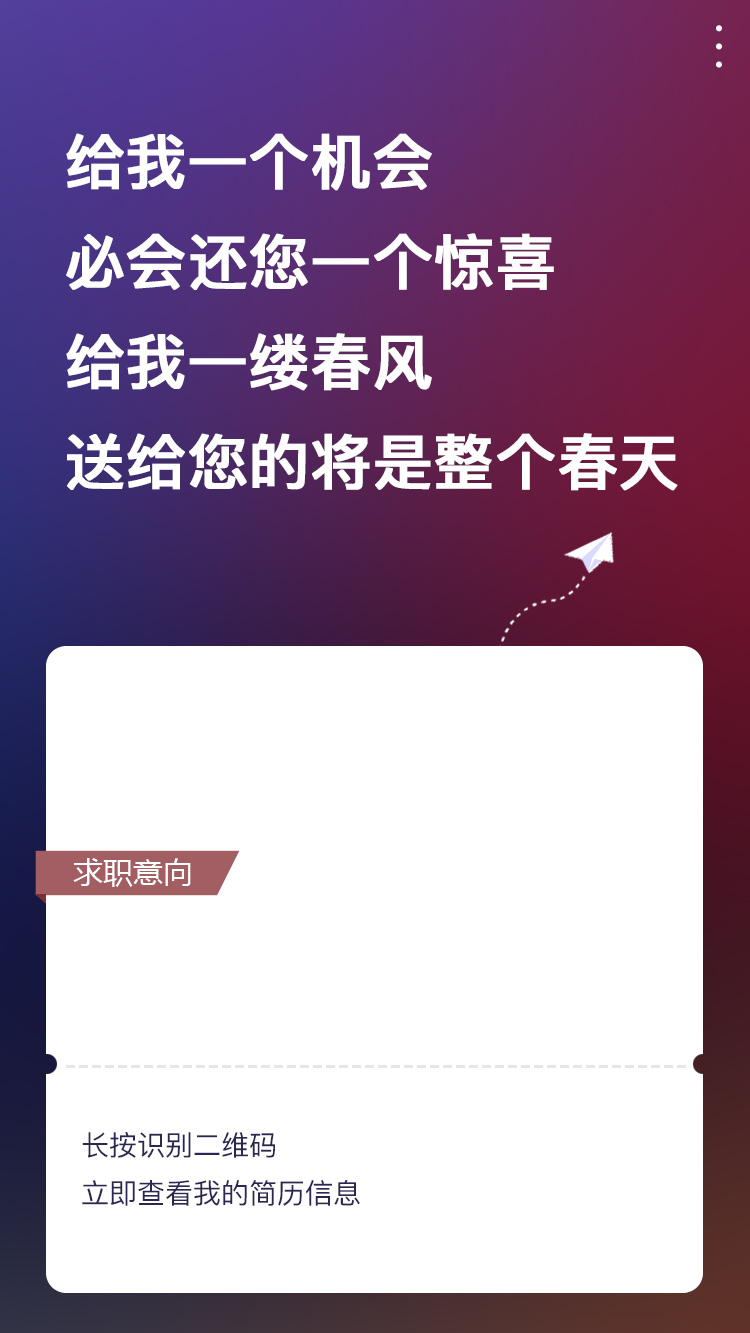 给我一个机会
必会还您一个惊喜
给我一缕春风
送给您的将是整个春天
求职意向
长按识别二维码
立即查看我的简历信息